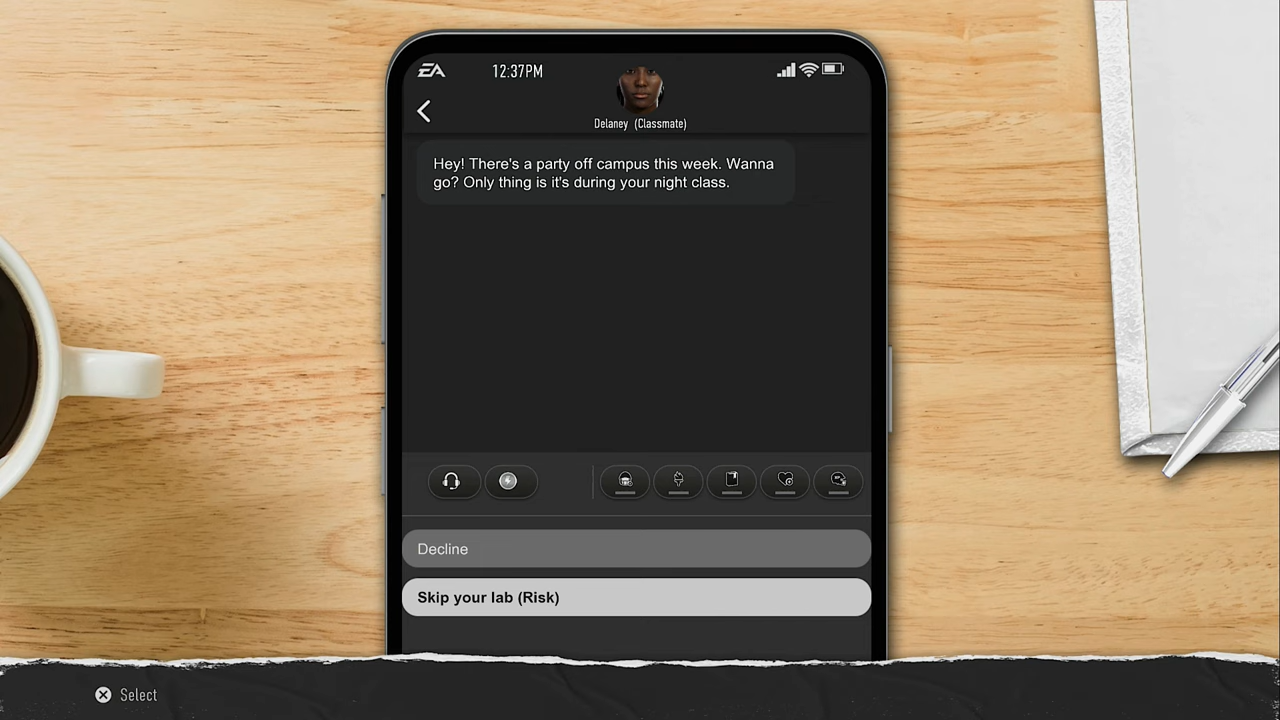 EA
12:37PM
Delaney (Classmate)
Hey! There's a party off campus this week. Wanna
go? Only thing is it's during your night class.
Decline
Skip your lab (Risk)
Select